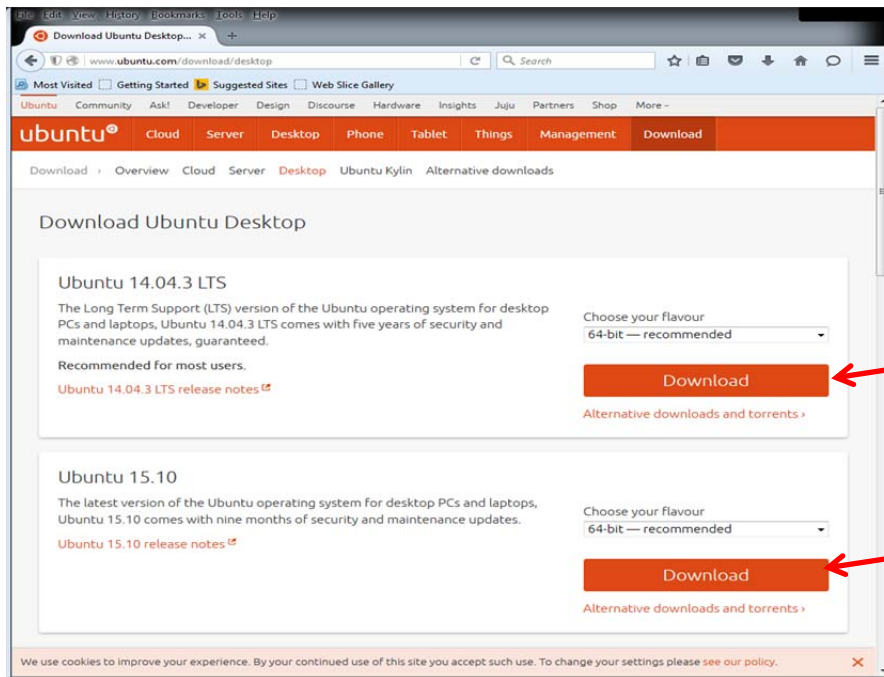 File Edit View History Bookmarks Tools Help
Download Ubuntu Desktop... × +
www.ubuntu.com/download/desktop Search
Most Visited Getting Started Suggested Sites Web Slice Gallery
Ubuntu Community Ask! Developer Design Discourse Hardware Insights Juju Partners Shop More
ubuntu® Cloud Server Desktop Phone Tablet Things Management Download
Download › Overview Cloud Server Desktop Ubuntu Kylin Alternative downloads
Download Ubuntu Desktop
Ubuntu 14.04.3 LTS
The Long Term Support (LTS) version of the Ubuntu operating system for desktop
PCs and laptops, Ubuntu 14.04.3 LTS comes with five years of security and
maintenance updates, guaranteed.
Recommended for most users.
Ubuntu 14.04.3 LTS release notes
Choose your flavour
64-bit — recommended
Download
Alternative downloads and torrents ›
Ubuntu 15.10
The latest version of the Ubuntu operating system for desktop PCs and laptops,
Ubuntu 15.10 comes with nine months of security and maintenance updates.
Ubuntu 15.10 release notes
Choose your flavour
64-bit — recommended
Download
Alternative downloads and torrents ›
We use cookies to improve your experience. By your continued use of this site you accept such use. To change your settings please see our policy. ×